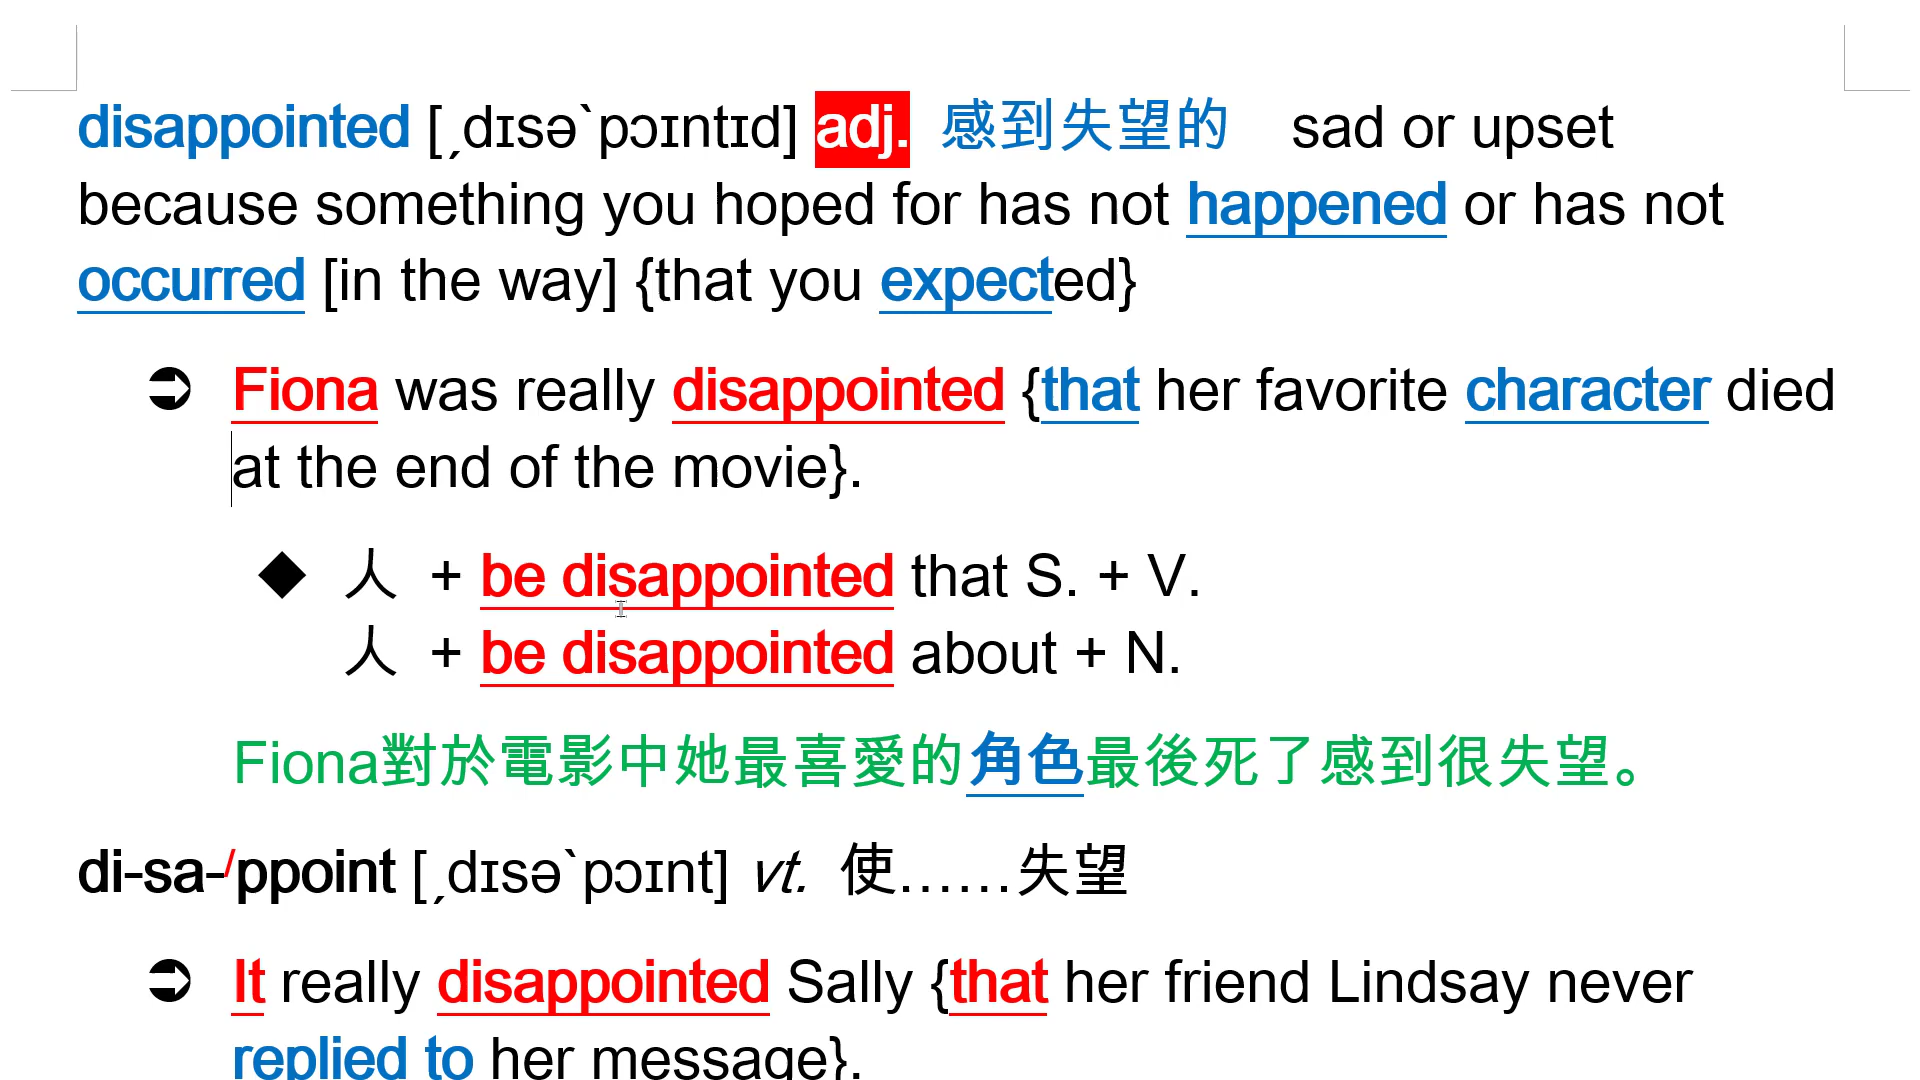 disappointed [ˏdɪsəˋpɔɪntɪd] adj. 感到失望的 sad or upset
because something you hoped for has not happened or has not
occurred [in the way] {that you expected}
➲ Fiona was really disappointed {that her favorite character died
at the end of the movie}.
◆ 人 + be disappointed that S. + V.
人 + be disappointed about + N.
Fiona對於電影中她最喜愛的角色最後死了感到很失望。
di-sa-/ppoint [ˏdɪsəˋpɔɪnt] vt. 使……失望
➲ It really disappointed Sally {that her friend Lindsay never
replied to her message}.